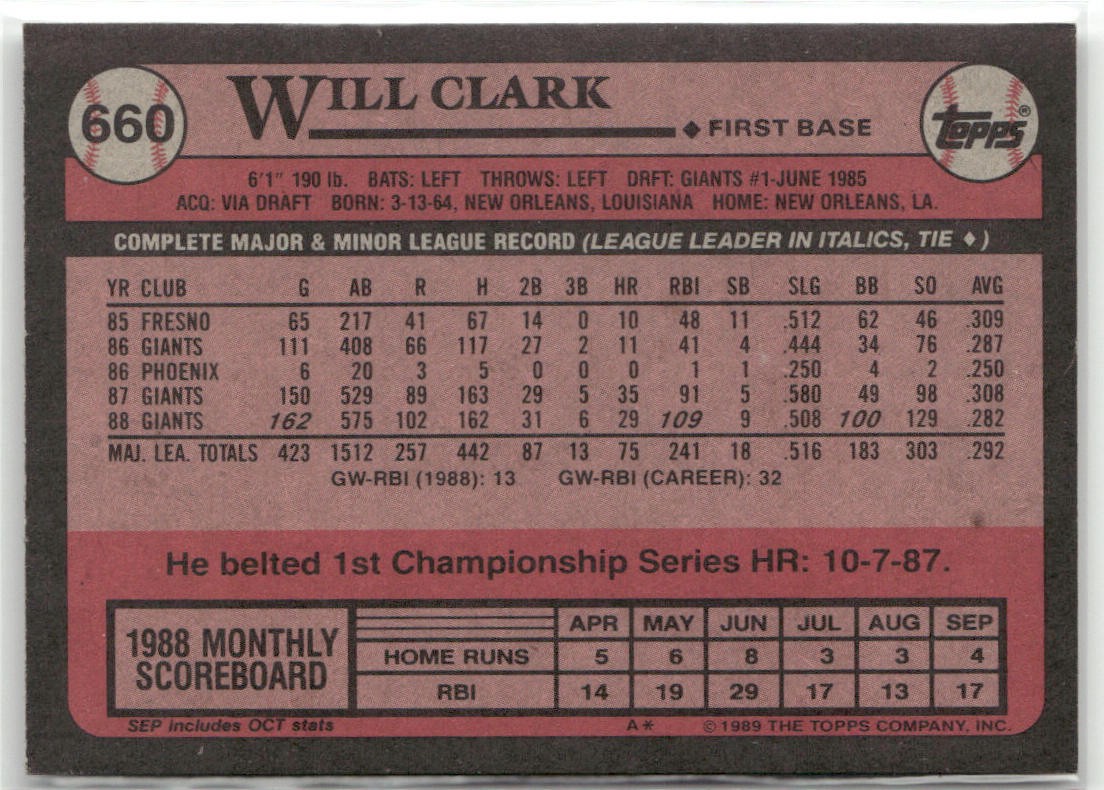 660
WILL CLARK
◆ FIRST BASE
topps®
6'1" 190 lb. BATS: LEFT THROWS: LEFT DRFT: GIANTS #1-JUNE 1985
ACQ: VIA DRAFT BORN: 3-13-64, NEW ORLEANS, LOUISIANA HOME: NEW ORLEANS, LA.
COMPLETE MAJOR & MINOR LEAGUE RECORD (LEAGUE LEADER IN ITALICS, TIE ♦)
YR CLUB G AB R H 2B 3B HR RBI SB SLG BB SO AVG
85 FRESNO 65 217 41 67 14 0 10 48 11 .512 62 46 .309
86 GIANTS 111 408 66 117 27 2 11 41 4 .444 34 76 .287
86 PHOENIX 6 20 3 5 0 0 0 1 1 .250 4 2 .250
87 GIANTS 150 529 89 163 29 5 35 91 5 .580 49 98 .308
88 GIANTS 162 575 102 162 31 6 29 109 9 .508 100 129 .282
MAJ. LEA. TOTALS 423 1512 257 442 87 13 75 241 18 .516 183 303 .292
GW-RBI (1988): 13 GW-RBI (CAREER): 32
He belted 1st Championship Series HR: 10-7-87.
1988 MONTHLY
SCOREBOARD
APR MAY JUN JUL AUG SEP
HOME RUNS 5 6 8 3 3 4
RBI 14 19 29 17 13 17
SEP includes OCT stats A* © 1989 THE TOPPS COMPANY, INC.